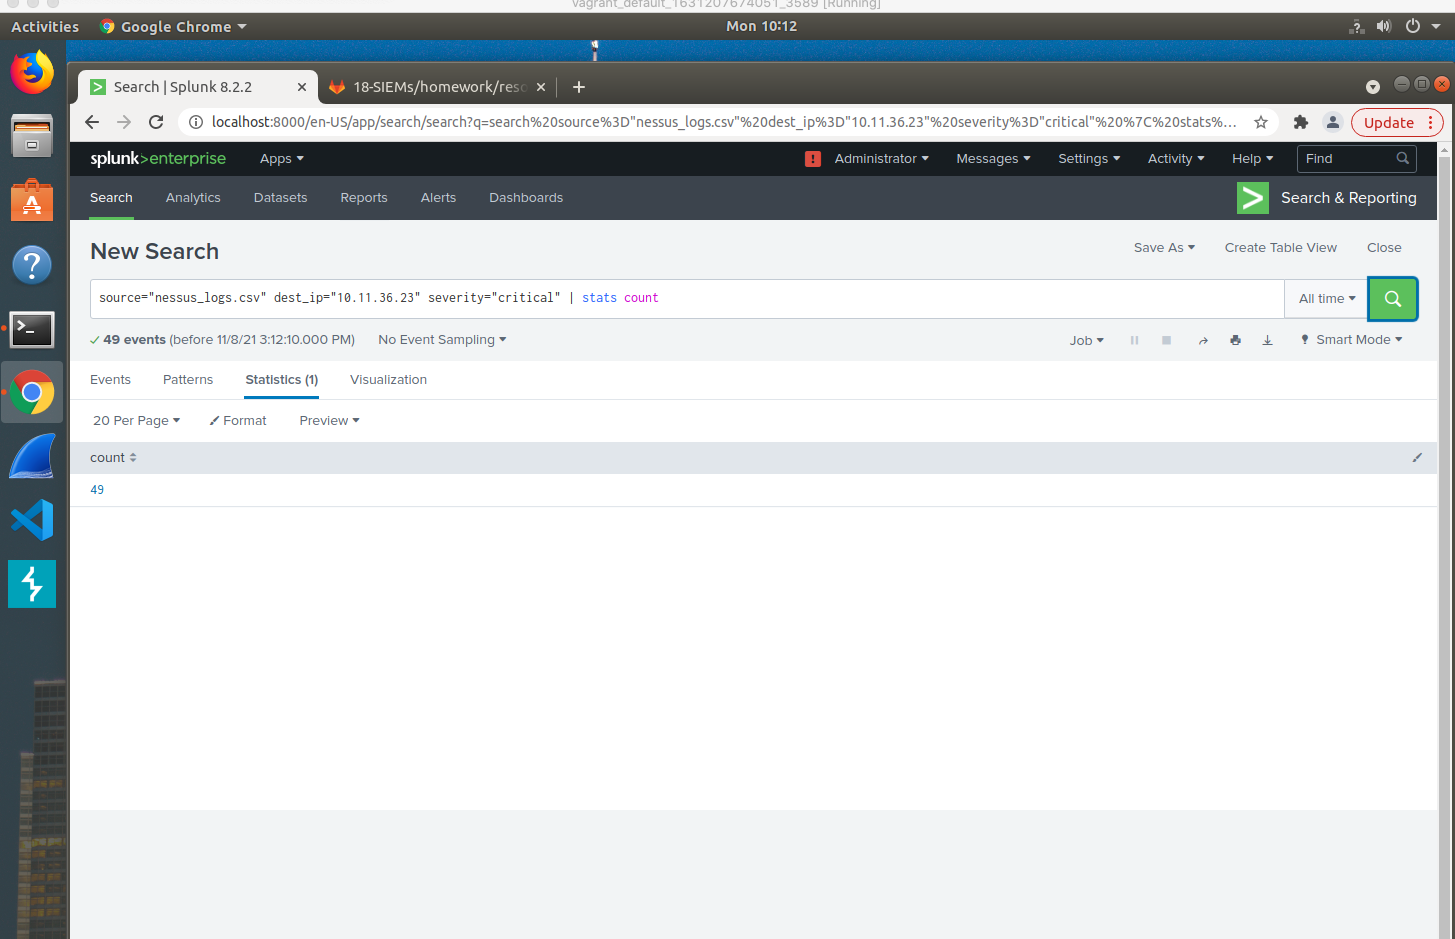 vagrant_default_1631207674051_3589 [Running]
Activities Google Chrome Mon 10:12
Search | Splunk 8.2.2 18-SIEMs/homework/reso
localhost:8000/en-US/app/search/search?q=search%20source%3D"nessus_logs.csv"%20dest_ip%3D"10.11.36.23"%20severity%3D"critical"%20%7C%20stats%... Update
splunk>enterprise Apps Administrator Messages Settings Activity Help Find
Search Analytics Datasets Reports Alerts Dashboards Search & Reporting
New Search Save As Create Table View Close
source="nessus_logs.csv" dest_ip="10.11.36.23" severity="critical" | stats count All time
49 events (before 11/8/21 3:12:10.000 PM) No Event Sampling Job Smart Mode
Events Patterns Statistics (1) Visualization
20 Per Page Format Preview
count
49